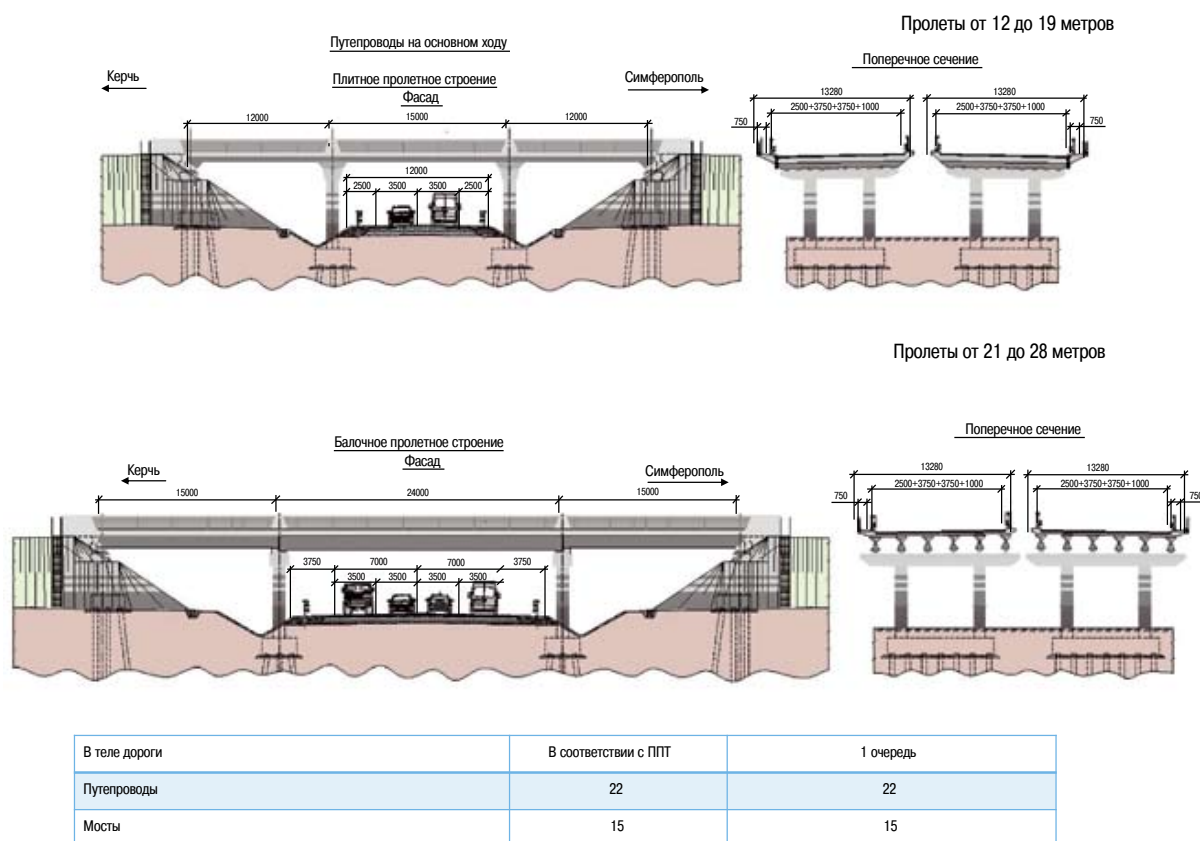 Пролеты от 12 до 19 метров
Путепроводы на основном ходу
Поперечное сечение
Керчь
Плитное пролетное строение
Симферополь
Фасад
13280
13280
2500+3750+3750+1000
2500+3750+3750+1000
750
750
12000
15000
12000
12000
2500
3500
3500
2500
Пролеты от 21 до 28 метров
Балочное пролетное строение
Поперечное сечение
Фасад
Керчь
Симферополь
13280
13280
2500+3750+3750+1000
2500+3750+3750+1000
750
750
15000
24000
15000
3750
7000
7000
3750
3500
3500
3500
3500
В теле дороги
В соответствии с ППТ
1 очередь
Путепроводы
22
22
Мосты
15
15